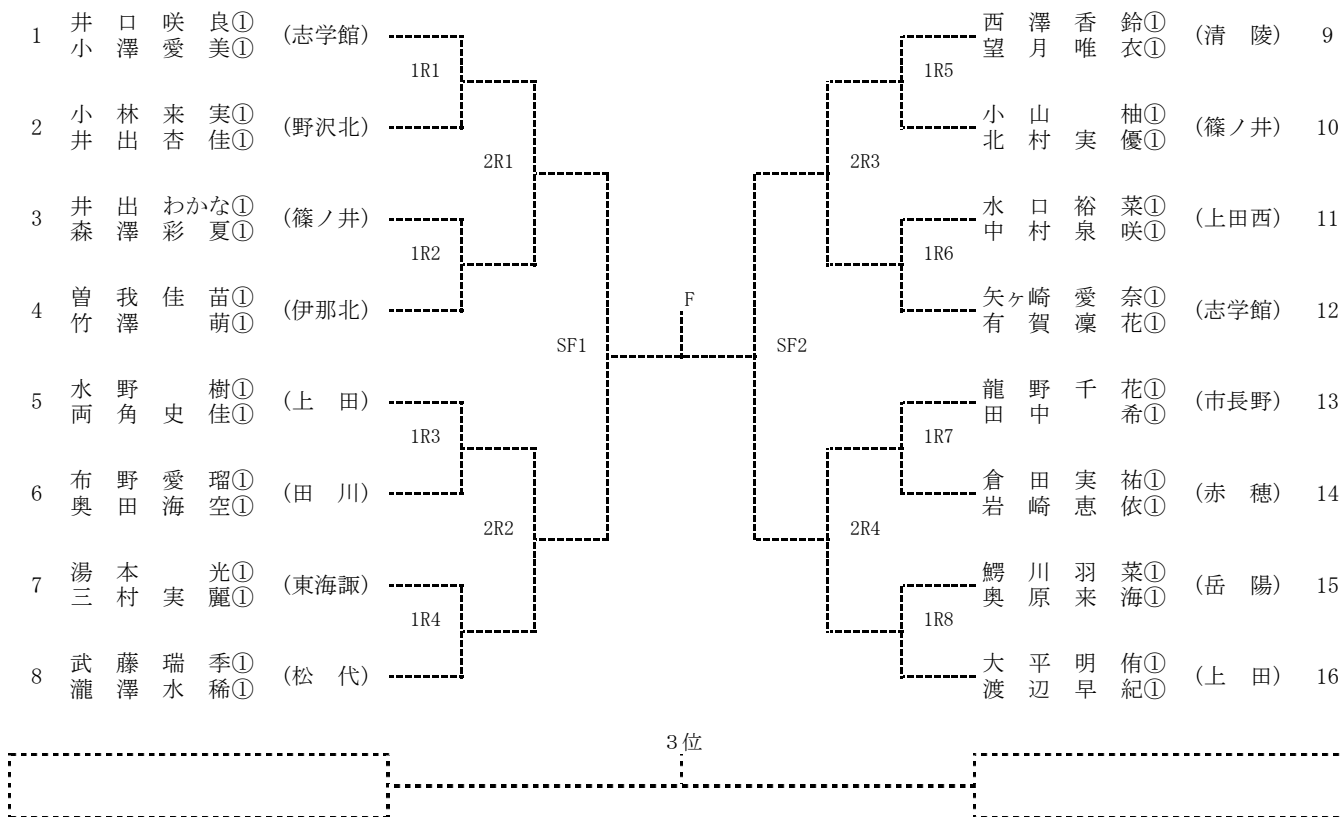 1 井口咲良① (志学館)
小澤愛美①
1R1
2 小林来実① (野沢北)
井出杏佳①
2R1
3 井出わかな① (篠ノ井)
森澤彩夏①
1R2
4 曽我佳苗① (伊那北)
竹澤萌①
SF1
5 水野樹① (上田)
両角史佳①
1R3
6 布野愛瑠① (田川)
奥田海空①
2R2
7 湯本光① (東海諏)
三村実麗①
1R4
8 武藤瑞季① (松代)
瀧澤水稀①
F
西澤香鈴① (清陵) 9
望月唯衣①
1R5
小山柚① (篠ノ井) 10
北村実優①
2R3
水口裕菜① (上田西) 11
中村泉咲①
1R6
矢ヶ崎愛奈① (志学館) 12
有賀凜花①
SF2
龍野千花① (市長野) 13
田中希①
1R7
倉田実祐① (赤穂) 14
岩崎恵依①
2R4
鰐川羽菜① (岳陽) 15
奥原来海①
1R8
大平明侑① (上田) 16
渡辺早紀①
3位